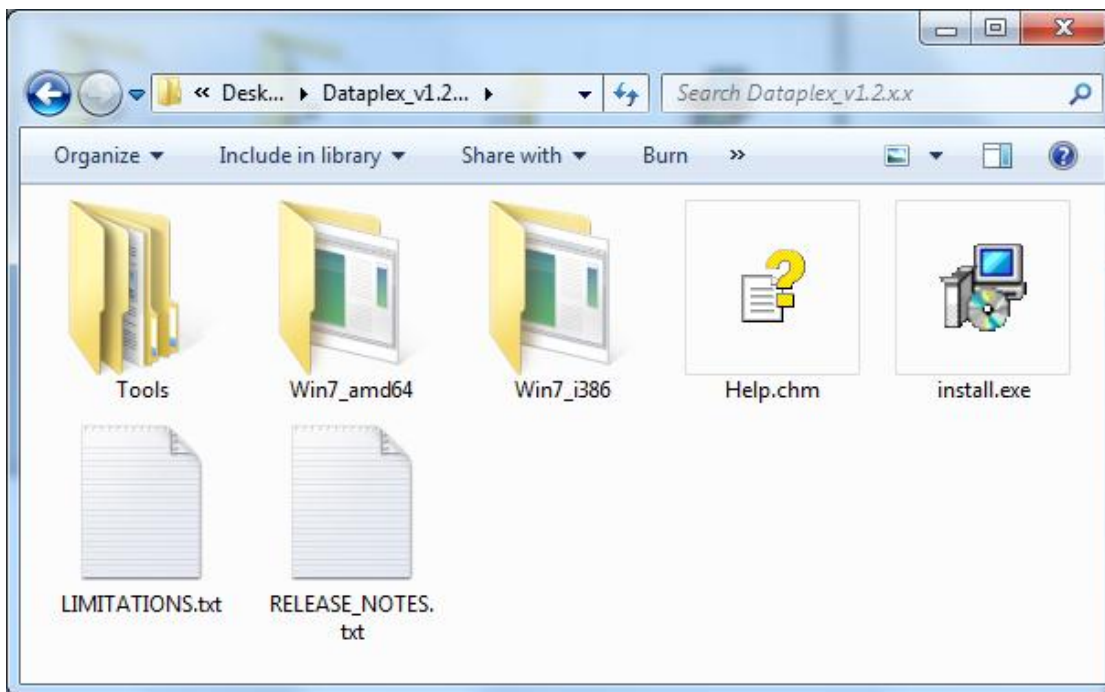 « Desk... ▸ Dataplex_v1.2... ▸
Search Dataplex_v1.2.x.x
Organize
Include in library
Share with
Burn
»
Tools
Win7_amd64
Win7_i386
Help.chm
install.exe
LIMITATIONS.txt
RELEASE_NOTES.
txt